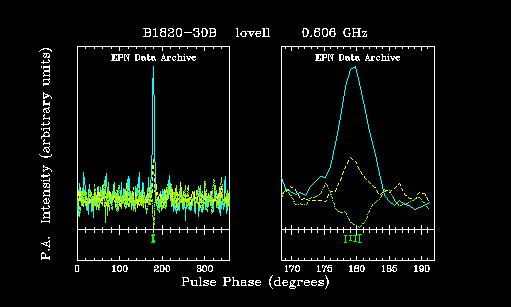 B1820-30B lovell 0.606 GHz
EPN Data Archive EPN Data Archive
P.A. Intensity (arbitrary units)
0 100 200 300 170 175 180 185 190
Pulse Phase (degrees)